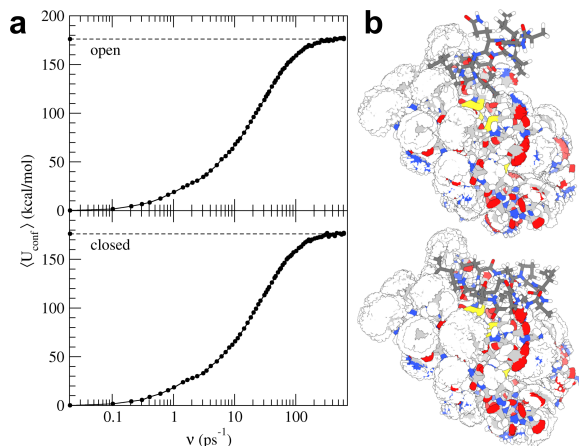 a
b
200
150
100
50
0
open
150
100
50
0
closed
⟨U_conf⟩ (kcal/mol)
0.1 1 10 100
ν (ps⁻¹)